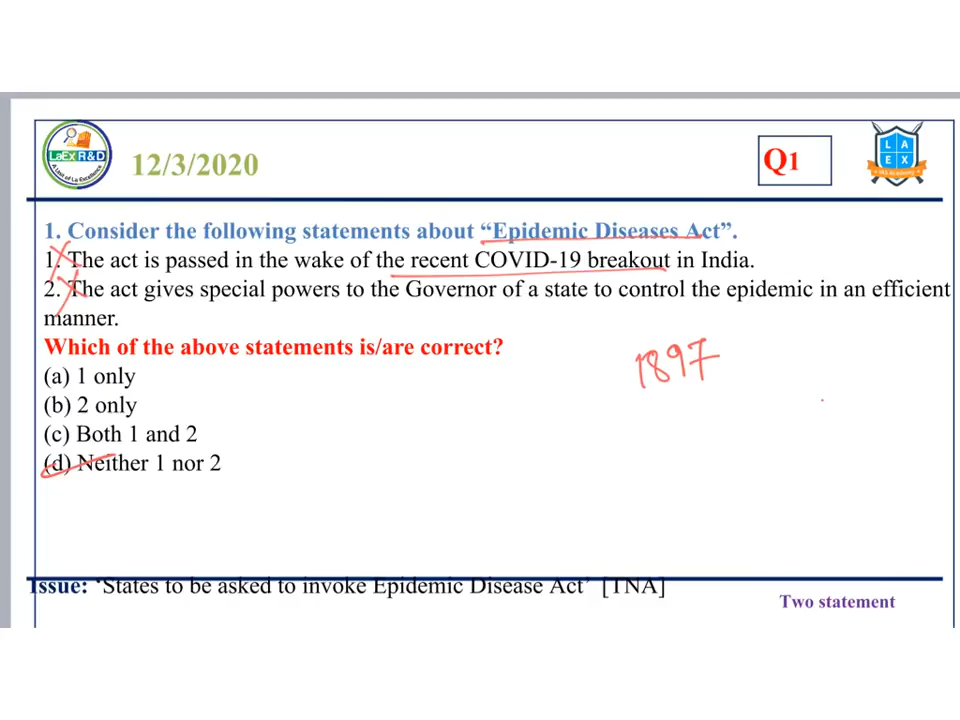 LaEx R&D
A Unit of La Excellence
12/3/2020
Q1
L A
E X
IAS Academy
1. Consider the following statements about “Epidemic Diseases Act”.
1. The act is passed in the wake of the recent COVID-19 breakout in India.
2. The act gives special powers to the Governor of a state to control the epidemic in an efficient
manner.
Which of the above statements is/are correct?
1897
(a) 1 only
(b) 2 only
(c) Both 1 and 2
(d) Neither 1 nor 2
Issue: ‘States to be asked to invoke Epidemic Disease Act’ [TNA]
Two statement